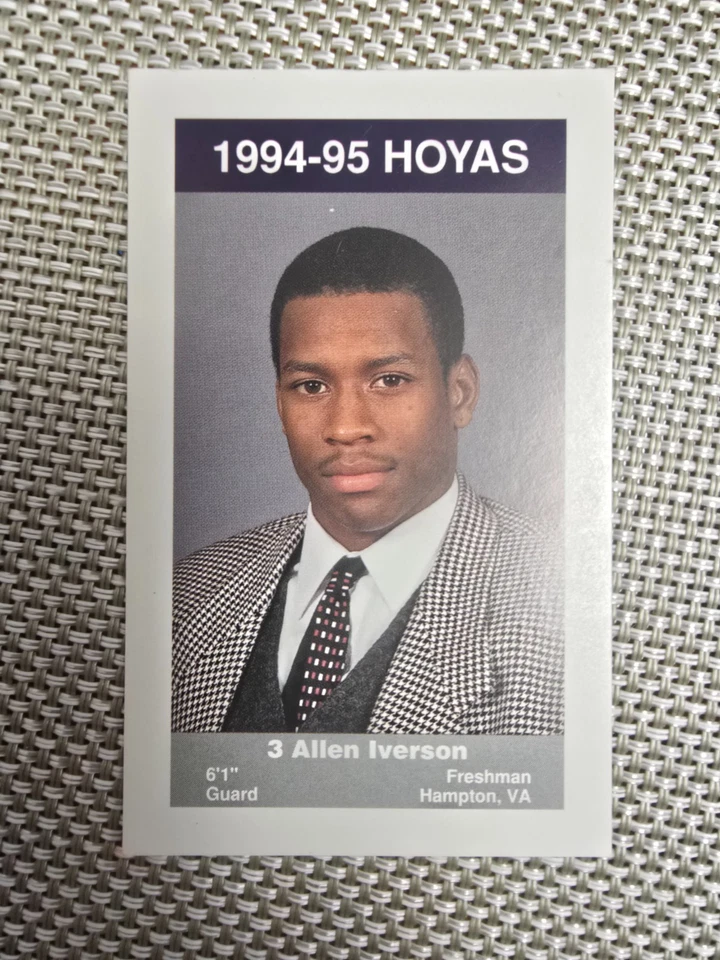 1994-95 HOYAS
3 Allen Iverson
6'1" Freshman
Guard Hampton, VA